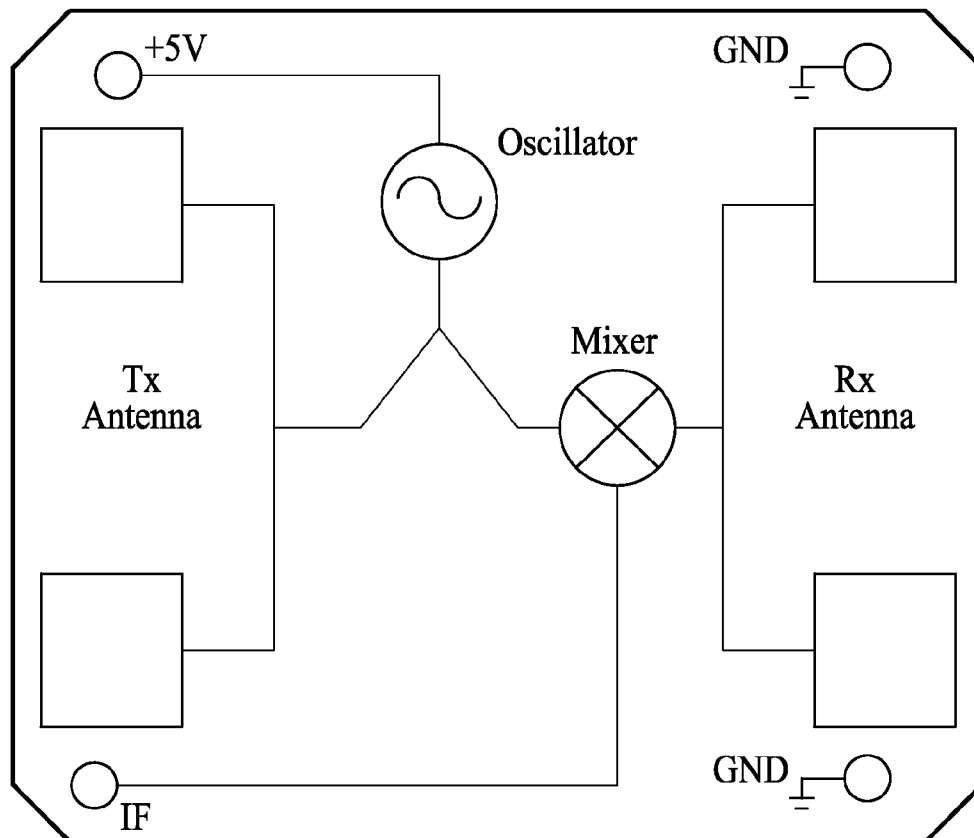 +5V
GND
Oscillator
Mixer
Tx
Antenna
Rx
Antenna
GND
IF